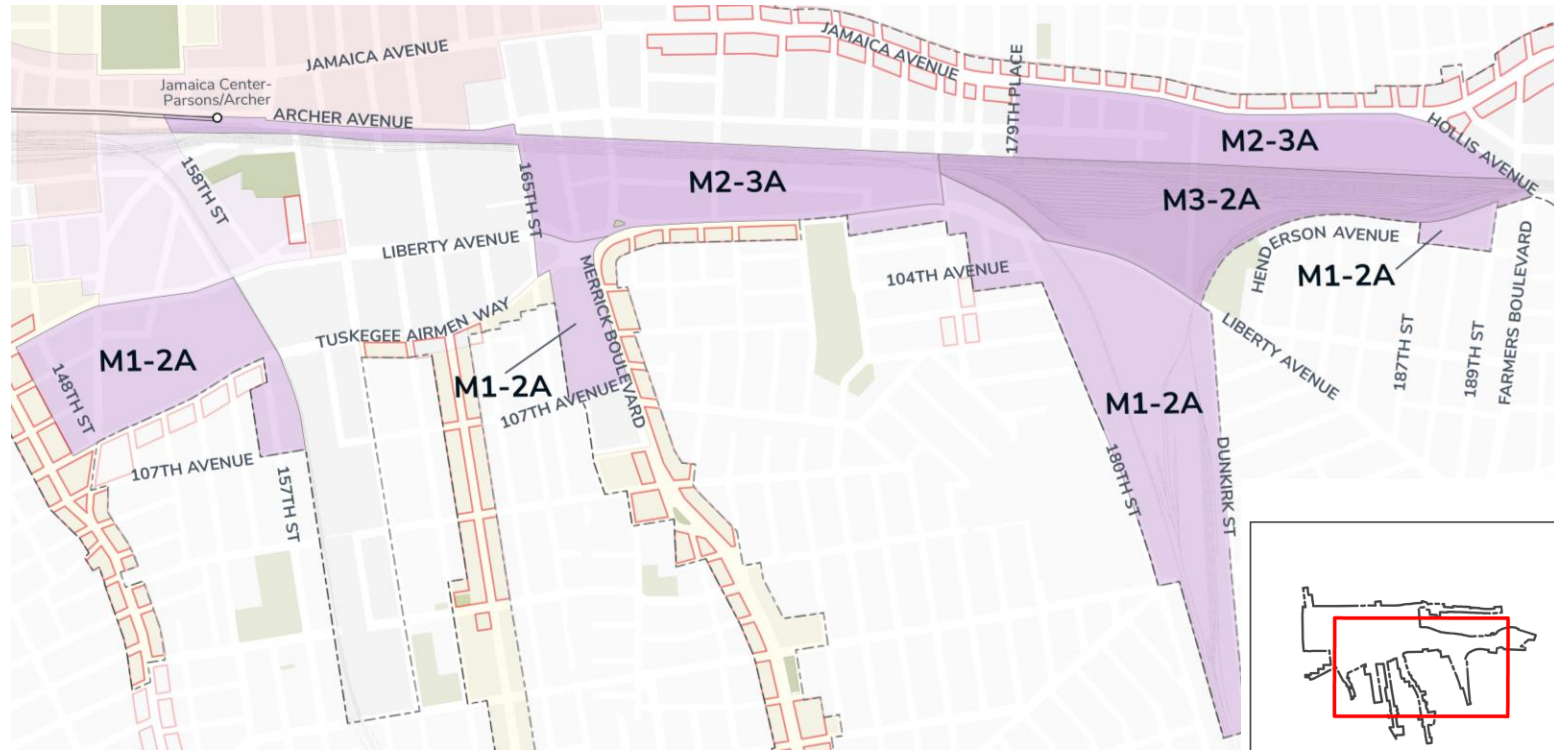 JAMAICA AVENUE
JAMAICA AVENUE
179TH PLACE
Jamaica Center-
Parsons/Archer
ARCHER AVENUE
HOLLIS AVENUE
M2-3A
158TH ST
165TH ST
M2-3A
M3-2A
LIBERTY AVENUE
HENDERSON AVENUE
M1-2A
FARMERS BOULEVARD
MERRICK BOULEVARD
104TH AVENUE
TUSKEGEE AIRMEN WAY
LIBERTY AVENUE
187TH ST
189TH ST
M1-2A
148TH ST
M1-2A
107TH AVENUE
M1-2A
107TH AVENUE
157TH ST
180TH ST
DUNKIRK ST